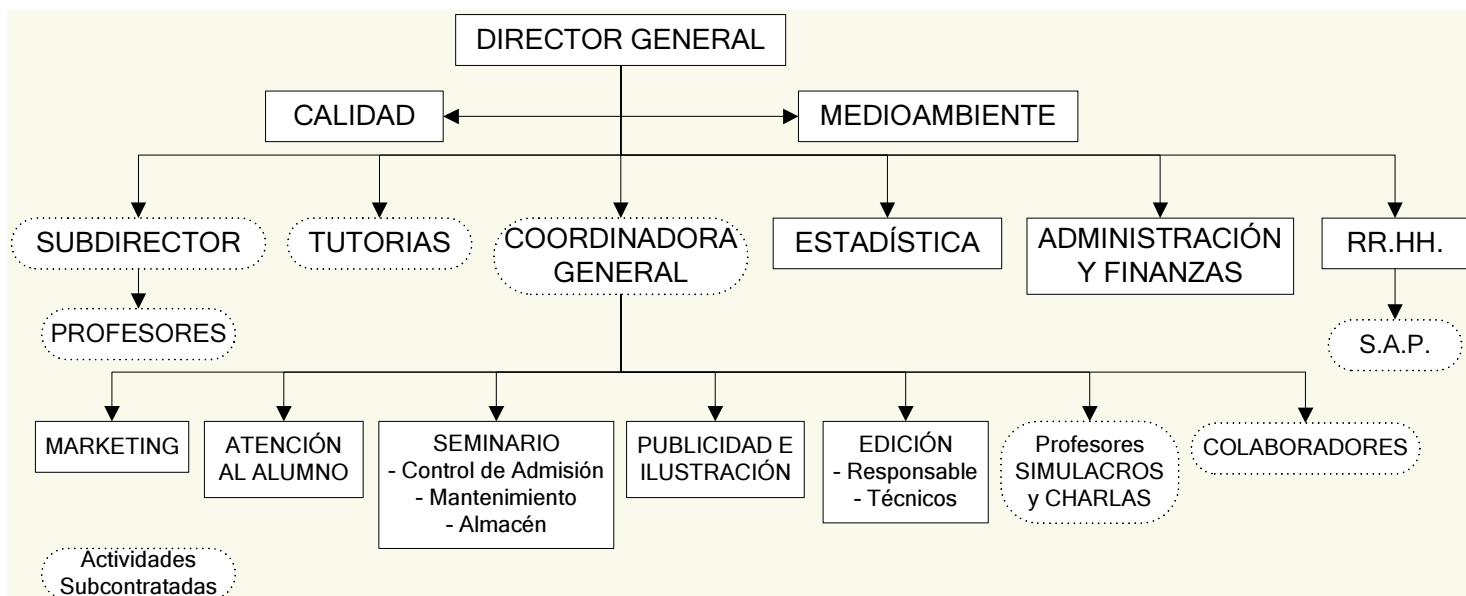 DIRECTOR GENERAL
CALIDAD
MEDIOAMBIENTE
SUBDIRECTOR
TUTORIAS
COORDINADORA
GENERAL
ESTADÍSTICA
ADMINISTRACIÓN
Y FINANZAS
RR.HH.
PROFESORES
S.A.P.
MARKETING
ATENCIÓN
AL ALUMNO
SEMINARIO
- Control de Admisión
- Mantenimiento
- Almacén
PUBLICIDAD E
ILUSTRACIÓN
EDICIÓN
- Responsable
- Técnicos
Profesores
SIMULACROS
y CHARLAS
COLABORADORES
Actividades
Subcontratadas